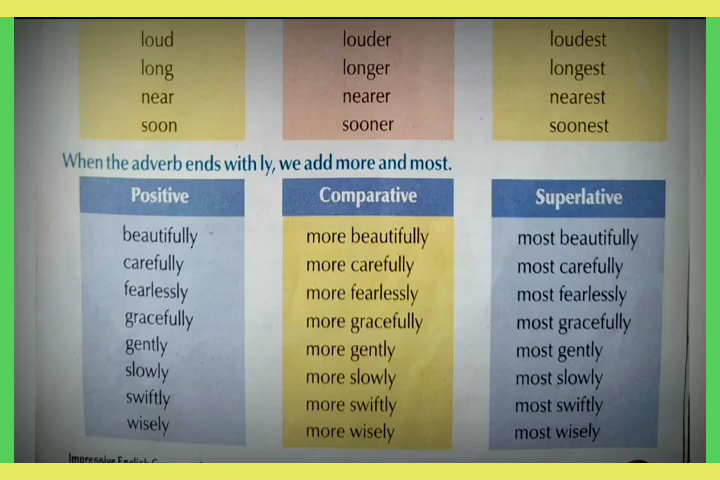 loud louder loudest
long longer longest
near nearer nearest
soon sooner soonest
When the adverb ends with ly, we add more and most.
Positive Comparative Superlative
beautifully more beautifully most beautifully
carefully more carefully most carefully
fearlessly more fearlessly most fearlessly
gracefully more gracefully most gracefully
gently more gently most gently
slowly more slowly most slowly
swiftly more swiftly most swiftly
wisely more wisely most wisely
Impressive English